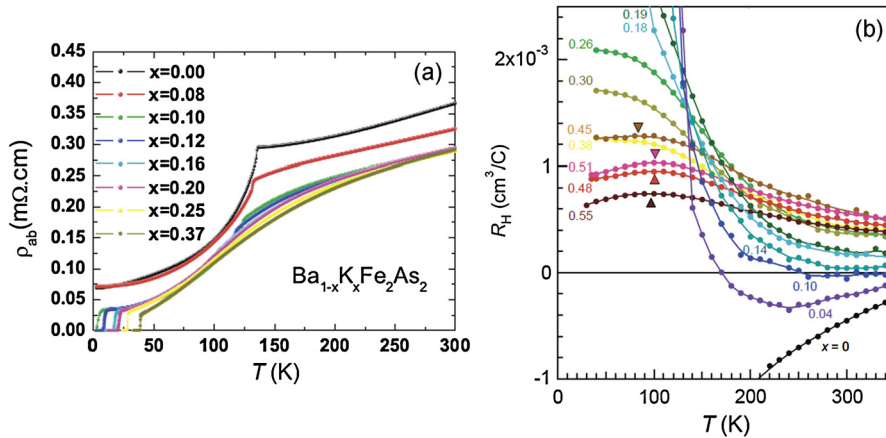 (a)
0.45
0.40
0.35
0.30
0.25
0.20
0.15
0.10
0.05
0.00
x=0.00
x=0.08
x=0.10
x=0.12
x=0.16
x=0.20
x=0.25
x=0.37
ρab(mΩ.cm)
Ba1-xKxFe2As2
0 50 100 150 200 250 300
T (K)
(b)
2x10⁻³
1
0
-1
RH (cm³/C)
0.19
0.18
0.26
0.30
0.45
0.38
0.51
0.48
0.55
0.14
0.10
0.04
x = 0
0 100 200 300
T (K)